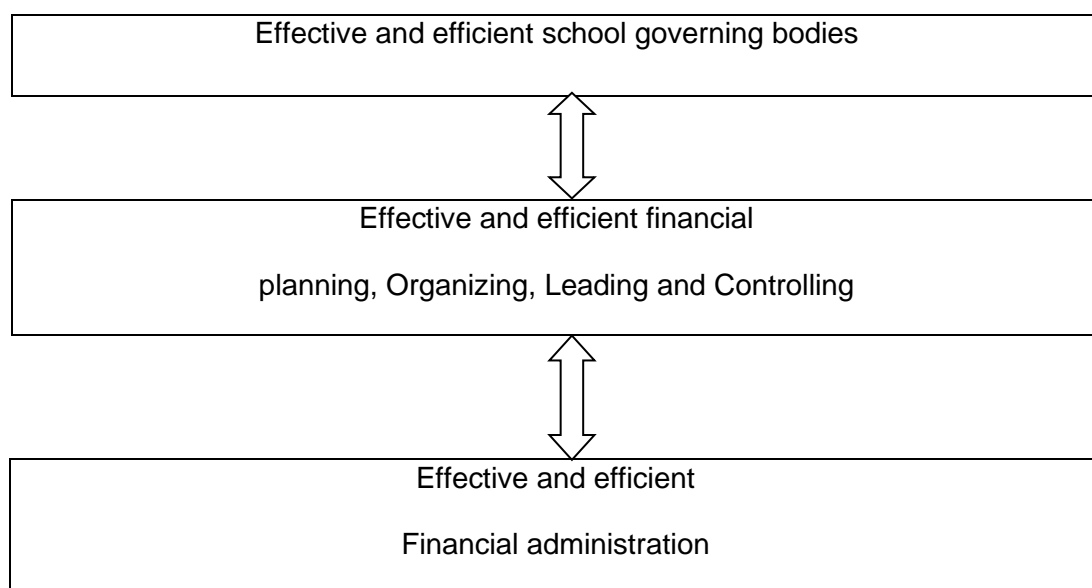 Effective and efficient school governing bodies
Effective and efficient financial
planning, Organizing, Leading and Controlling
Effective and efficient
Financial administration